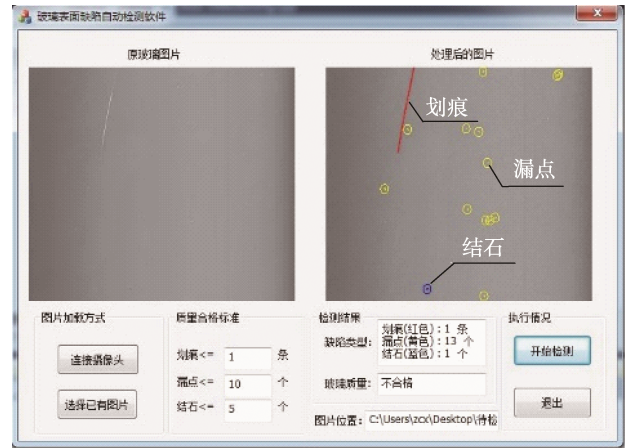 玻璃表面缺陷自动检测软件
原玻璃图片
处理后的图片
划痕
漏点
结石
图片加载方式
连接摄像头
选择已有图片
质量合格标准
划痕<= 1 条
漏点<= 10 个
结石<= 5 个
检测结果
缺陷类型:
划痕(红色):1 条
漏点(黄色):13 个
结石(蓝色):1 个
玻璃质量: 不合格
图片位置: C:\Users\zcx\Desktop\待检
执行情况
开始检测
退出